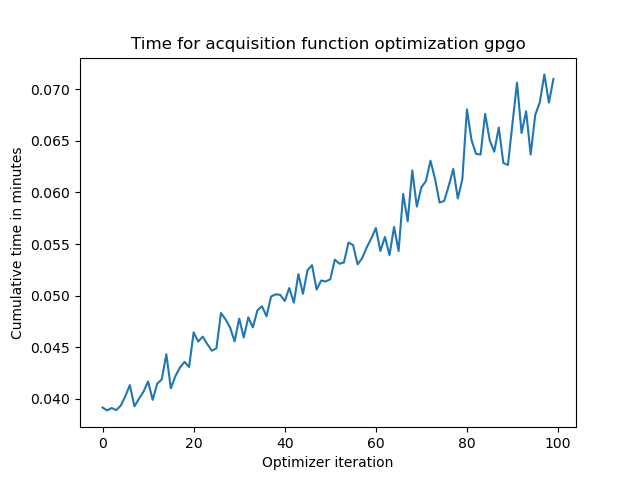 Time for acquisition function optimization gpgo
0.070
0.065
0.060
0.055
0.050
0.045
0.040
Cumulative time in minutes
0 20 40 60 80 100
Optimizer iteration